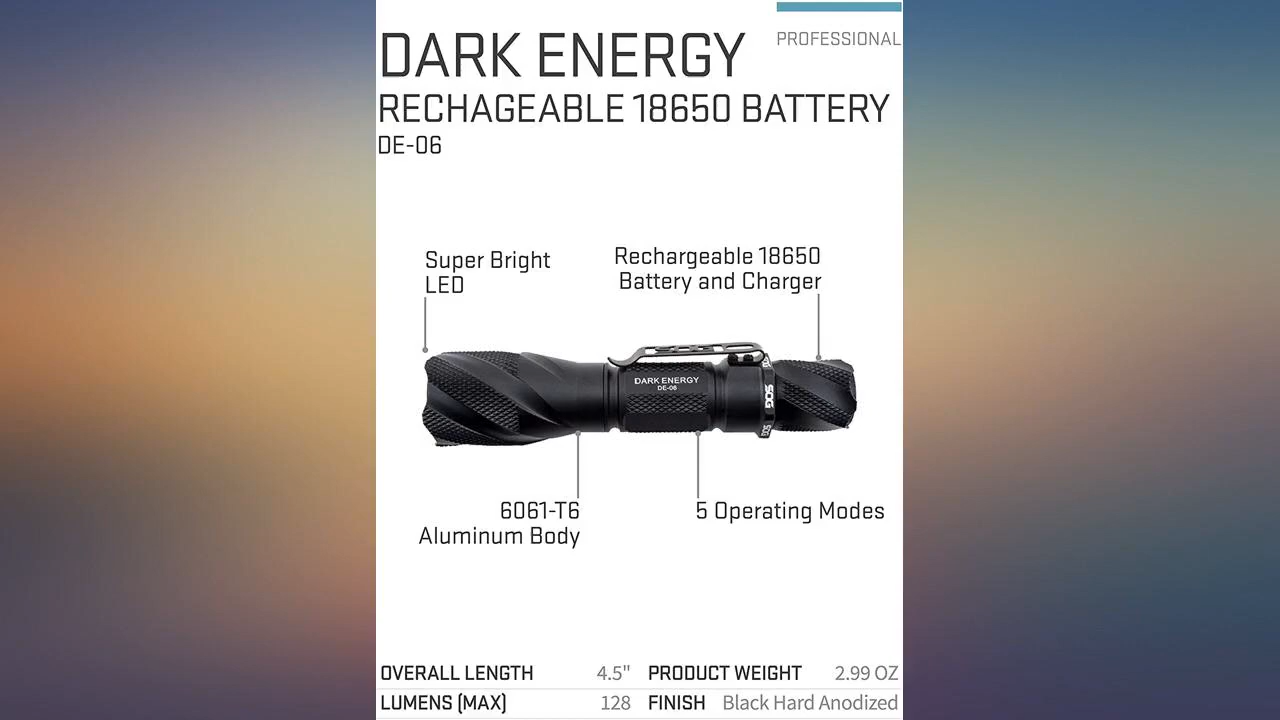 PROFESSIONAL
DARK ENERGY
RECHAGEABLE 18650 BATTERY
DE-06
Super Bright
LED
Rechargeable 18650
Battery and Charger
DARK ENERGY
DE-06
SOG
SOG
6061-T6
Aluminum Body
5 Operating Modes
OVERALL LENGTH 4.5" PRODUCT WEIGHT 2.99 OZ
LUMENS (MAX) 128 FINISH Black Hard Anodized